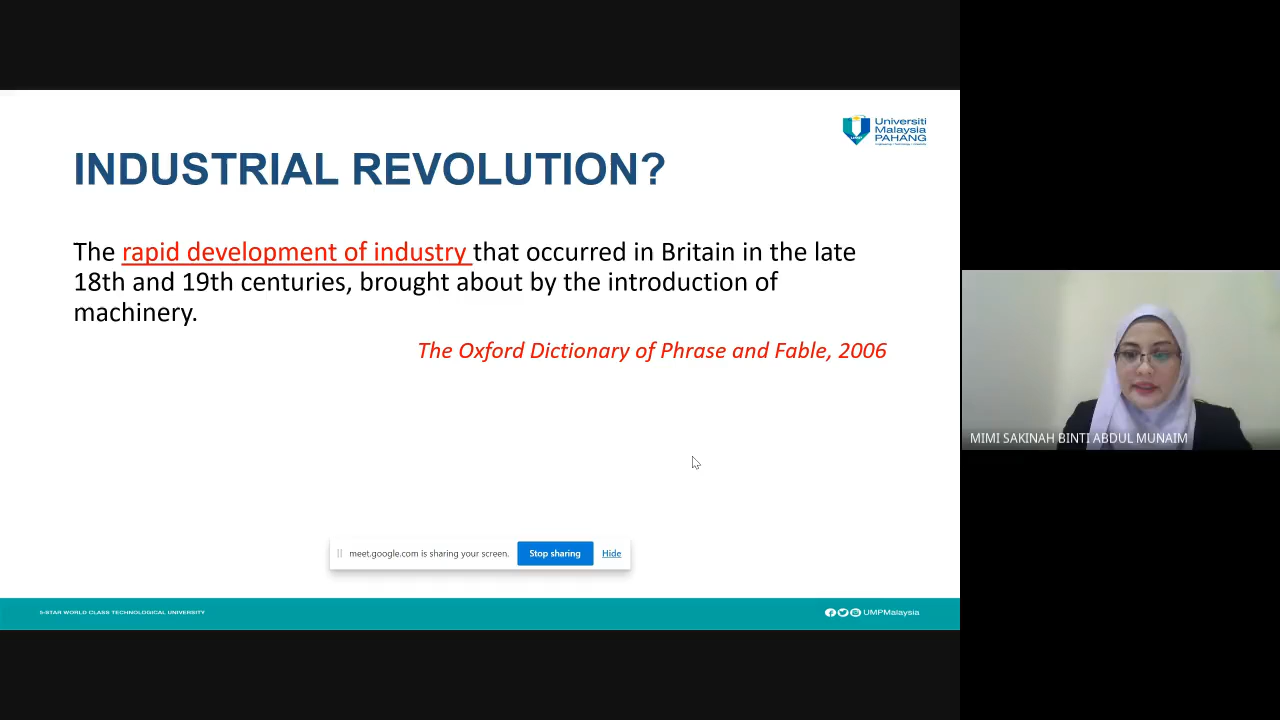 Universiti
Malaysia
PAHANG
INDUSTRIAL REVOLUTION?
The rapid development of industry that occurred in Britain in the late
18th and 19th centuries, brought about by the introduction of
machinery.
The Oxford Dictionary of Phrase and Fable, 2006
MIMI SAKINAH BINTI ABDUL MUNAIM
meet.google.com is sharing your screen.
Stop sharing
Hide
5-STAR WORLD CLASS TECHNOLOGICAL UNIVERSITY
UMPMalaysia